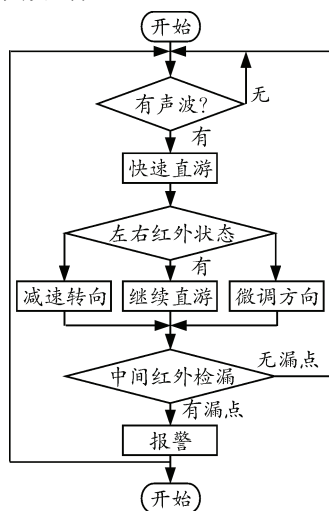 开始
有声波?
无
有
快速直游
左右红外状态
有
减速转向
继续直游
微调方向
中间红外检漏
无漏点
有漏点
报警
开始